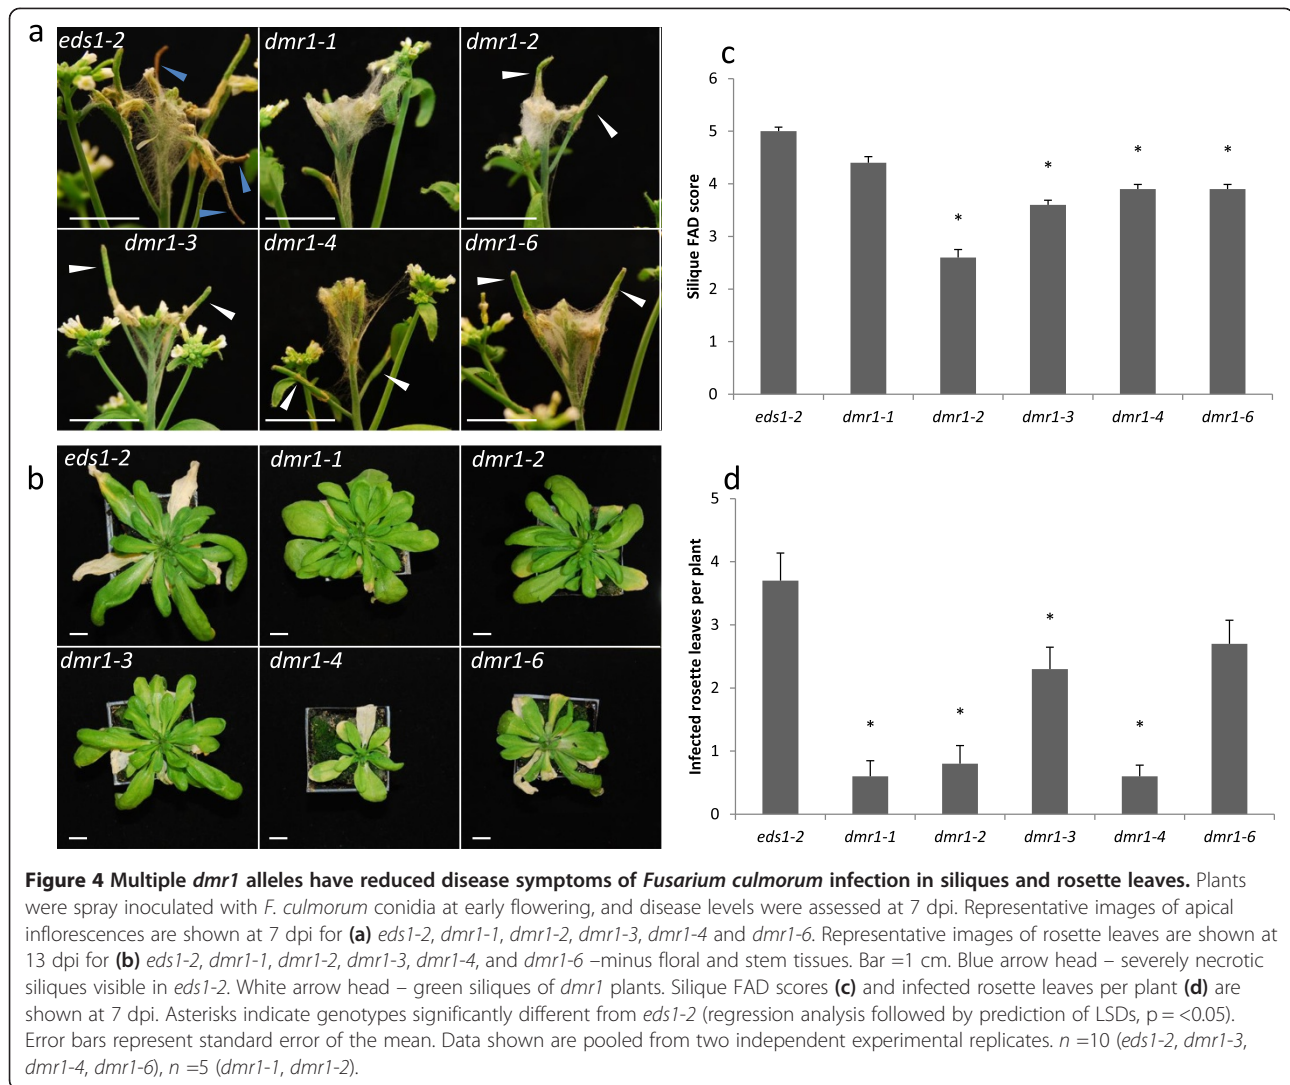 a
eds1-2
dmr1-1
dmr1-2
dmr1-3
dmr1-4
dmr1-6
b
eds1-2
dmr1-1
dmr1-2
dmr1-3
dmr1-4
dmr1-6
c
Silique FAD score
6
5
4
3
2
1
0
*
*
*
*
eds1-2 dmr1-1 dmr1-2 dmr1-3 dmr1-4 dmr1-6
d
Infected rosette leaves per plant
5
4
3
2
1
0
*
*
*
*
eds1-2 dmr1-1 dmr1-2 dmr1-3 dmr1-4 dmr1-6
Figure 4 Multiple dmr1 alleles have reduced disease symptoms of Fusarium culmorum infection in siliques and rosette leaves. Plants
were spray inoculated with F. culmorum conidia at early flowering, and disease levels were assessed at 7 dpi. Representative images of apical
inflorescences are shown at 7 dpi for (a) eds1-2, dmr1-1, dmr1-2, dmr1-3, dmr1-4 and dmr1-6. Representative images of rosette leaves are shown at
13 dpi for (b) eds1-2, dmr1-1, dmr1-2, dmr1-3, dmr1-4, and dmr1-6 –minus floral and stem tissues. Bar =1 cm. Blue arrow head – severely necrotic
siliques visible in eds1-2. White arrow head – green siliques of dmr1 plants. Silique FAD scores (c) and infected rosette leaves per plant (d) are
shown at 7 dpi. Asterisks indicate genotypes significantly different from eds1-2 (regression analysis followed by prediction of LSDs, p = <0.05).
Error bars represent standard error of the mean. Data shown are pooled from two independent experimental replicates. n =10 (eds1-2, dmr1-3,
dmr1-4, dmr1-6), n =5 (dmr1-1, dmr1-2).